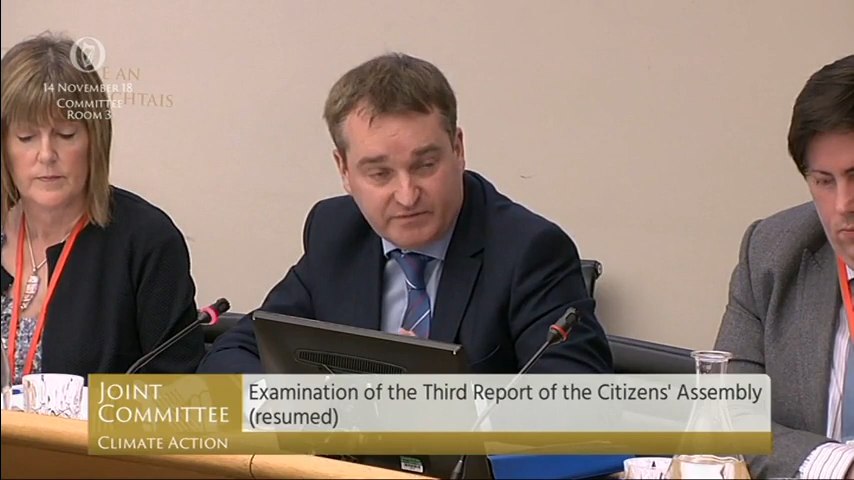 AN
14 NOVEMBER 18
COMMITTEE
ROOM 3
JOINT
COMMITTEE
CLIMATE ACTION
Examination of the Third Report of the Citizens' Assembly
(resumed)